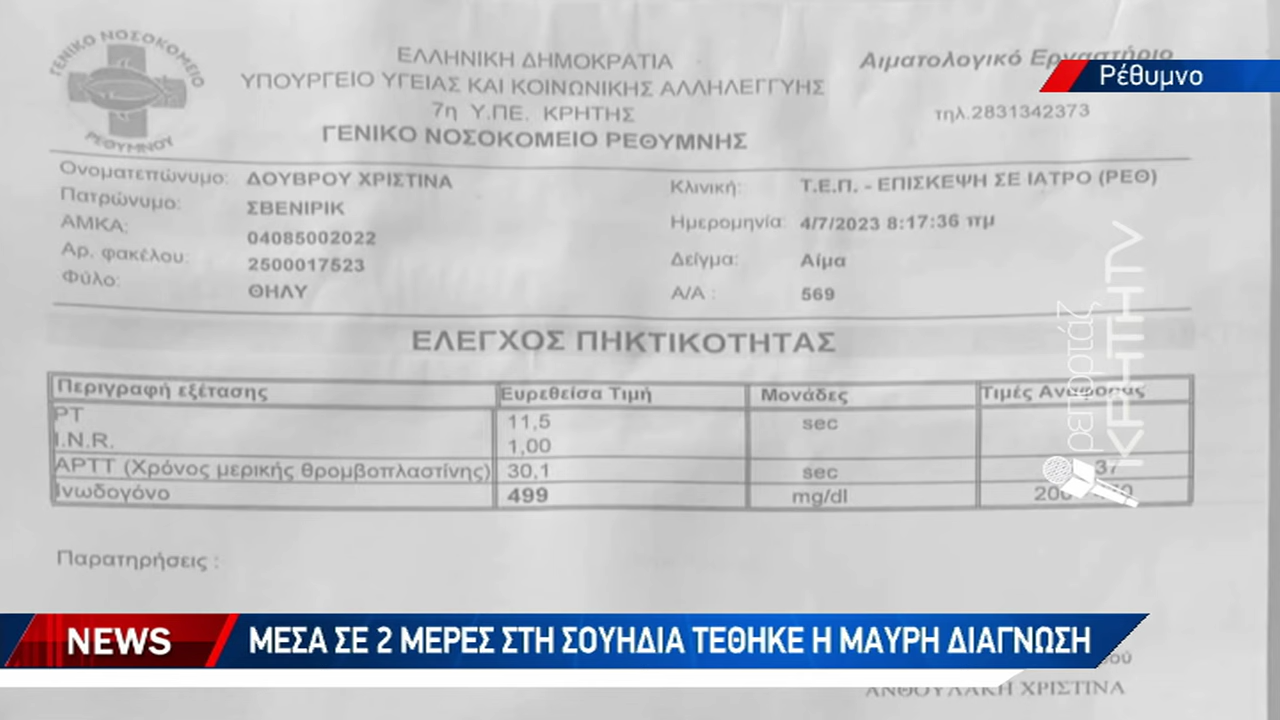 ΓΕΝΙΚΟ ΝΟΣΟΚΟΜΕΙΟ
ΡΕΘΥΜΝΟΥ
ΕΛΛΗΝΙΚΗ ΔΗΜΟΚΡΑΤΙΑ
ΥΠΟΥΡΓΕΙΟ ΥΓΕΙΑΣ ΚΑΙ ΚΟΙΝΩΝΙΚΗΣ ΑΛΛΗΛΕΓΓΥΗΣ
7η Υ.ΠΕ. ΚΡΗΤΗΣ
ΓΕΝΙΚΟ ΝΟΣΟΚΟΜΕΙΟ ΡΕΘΥΜΝΗΣ
Αιματολογικό Εργαστήριο
Ρέθυμνο
τηλ.2831342373
Ονοματεπώνυμο: ΔΟΥΒΡΟΥ ΧΡΙΣΤΙΝΑ
Πατρώνυμο: ΣΒΕΝΙΡΙΚ
ΑΜΚΑ: 04085002022
Αρ. φακέλου: 2500017523
Φύλο: ΘΗΛΥ
Κλινική: Τ.Ε.Π. - ΕΠΙΣΚΕΨΗ ΣΕ ΙΑΤΡΟ (ΡΕΘ)
Ημερομηνία: 4/7/2023 8:17:36 πμ
Δείγμα: Αίμα
Α/Α : 569
ΕΛΕΓΧΟΣ ΠΗΚΤΙΚΟΤΗΤΑΣ
Περιγραφή εξέτασης Ευρεθείσα Τιμή Μονάδες Τιμές Αναφοράς
PT 11,5 sec
I.N.R. 1,00
APTT (Χρόνος μερικής θρομβοπλαστίνης) 30,1 sec 37
Ινωδογόνο 499 mg/dl
Παρατηρήσεις :
ρεπορτάζ
ΚΡΗΤΗ TV
NEWS ΜΕΣΑ ΣΕ 2 ΜΕΡΕΣ ΣΤΗ ΣΟΥΗΔΙΑ ΤΕΘΗΚΕ Η ΜΑΥΡΗ ΔΙΑΓΝΩΣΗ
ΑΝΘΟΥΛΑΚΗ ΧΡΙΣΤΙΝΑ